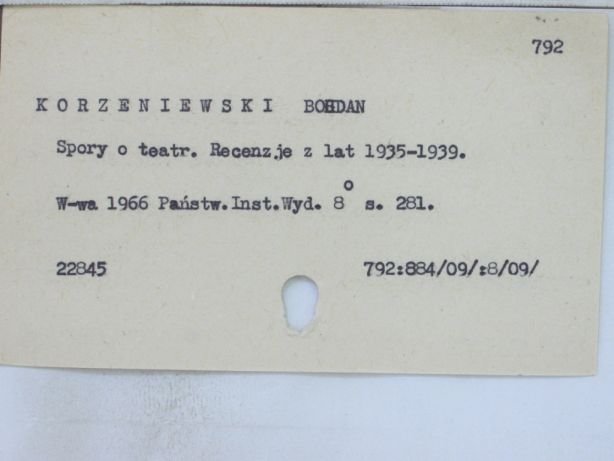 792
KORZENIEWSKI BOHDAN
Spory o teatr. Recenzje z lat 1935-1939.
W-wa 1966 Państw.Inst.Wyd. 8° s. 281.
22845 792:884/09/:8/09/